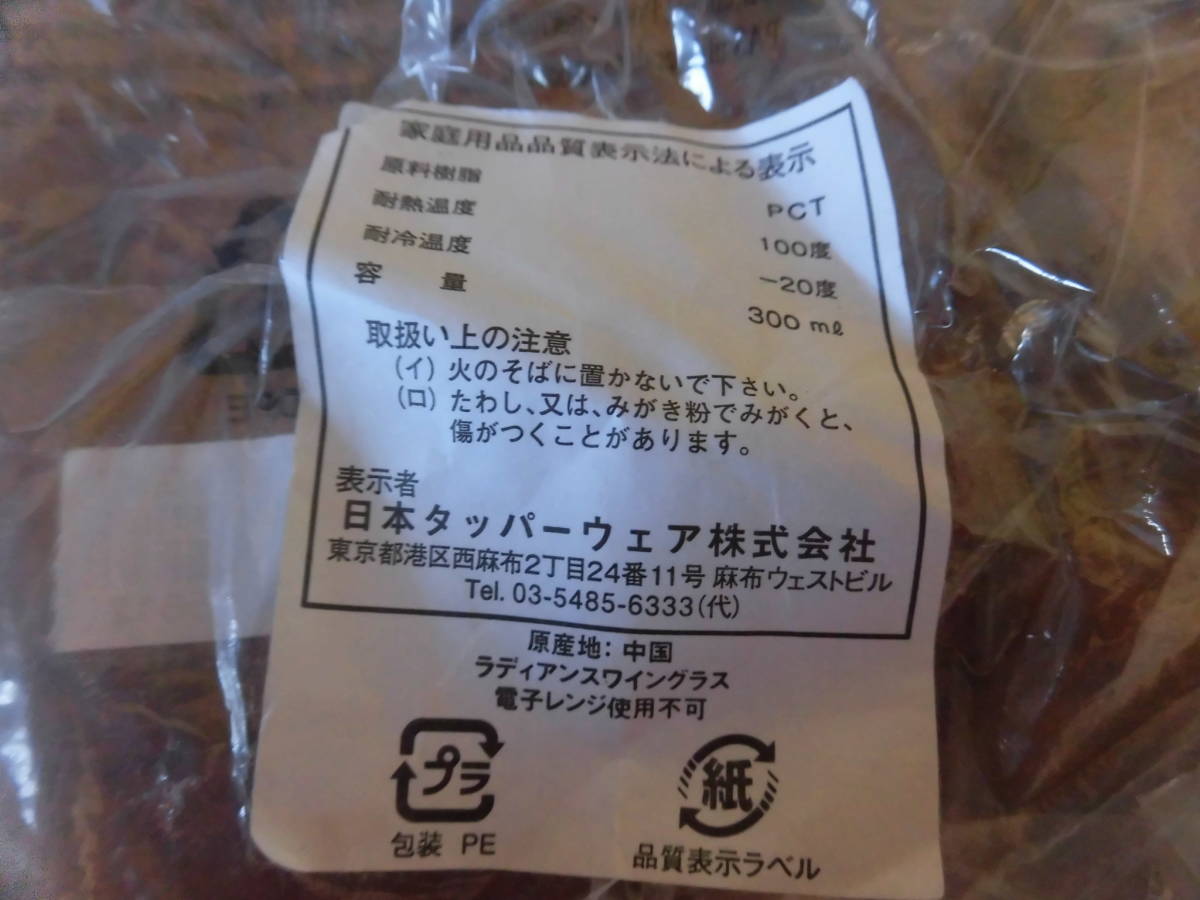 家庭用品品質表示法による表示
原料樹脂 PCT
耐熱温度 100度
耐冷温度 -20度
容量 300 mℓ
取扱い上の注意
(イ) 火のそばに置かないで下さい。
(ロ) たわし、又は、みがき粉でみがくと、
傷がつくことがあります。
表示者
日本タッパーウェア株式会社
東京都港区西麻布2丁目24番11号 麻布ウェストビル
Tel. 03-5485-6333(代)
原産地: 中国
ラディアンスワイングラス
電子レンジ使用不可
プラ 紙
包装 PE 品質表示ラベル